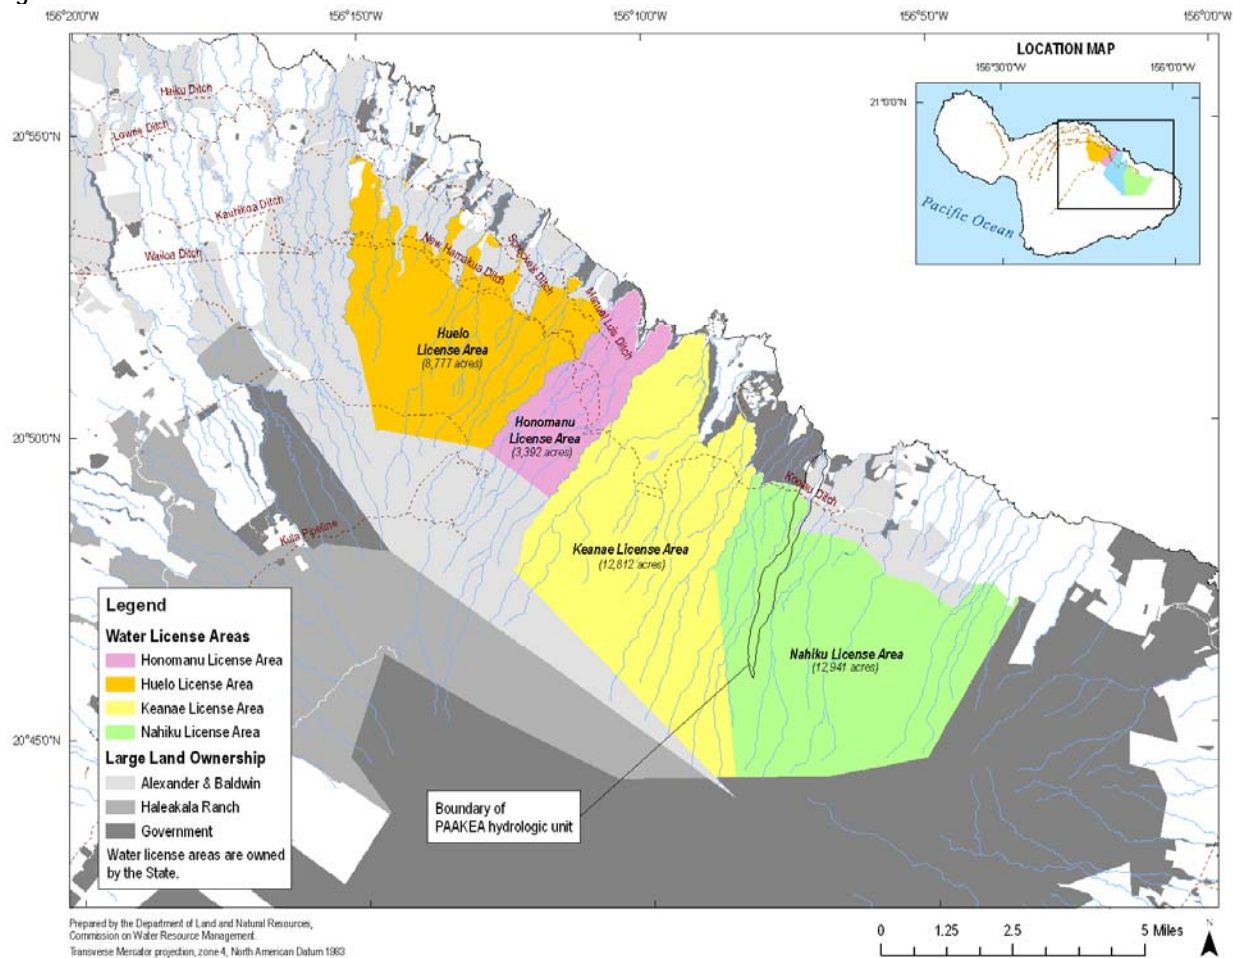 156°20'0"W
156°15'0"W
156°10'0"W
156°5'0"W
156°0'0"W
LOCATION MAP
156°30'0"W
156°0'0"W
21°0'0"N
Pacific Ocean
20°55'0"N
20°50'0"N
20°45'0"N
Haiku Ditch
Lowrie Ditch
Kauhikoa Ditch
Wailoa Ditch
New Hamakua Ditch
Spreckels Ditch
Manuel Luis Ditch
Huelo
License Area
(8,777 acres)
Honomanu
License Area
(3,392 acres)
Koolau Ditch
Kula Pipeline
Keanae License Area
(12,812 acres)
Nahiku License Area
(12,941 acres)
Boundary of
PAAKEA hydrologic unit
Legend
Water License Areas
Honomanu License Area
Huelo License Area
Keanae License Area
Nahiku License Area
Large Land Ownership
Alexander & Baldwin
Haleakala Ranch
Government
Water license areas are owned
by the State.
Prepared by the Department of Land and Natural Resources,
Commission on Water Resource Management.
Transverse Mercator projection, zone 4, North American Datum 1983
0 1.25 2.5 5 Miles
N